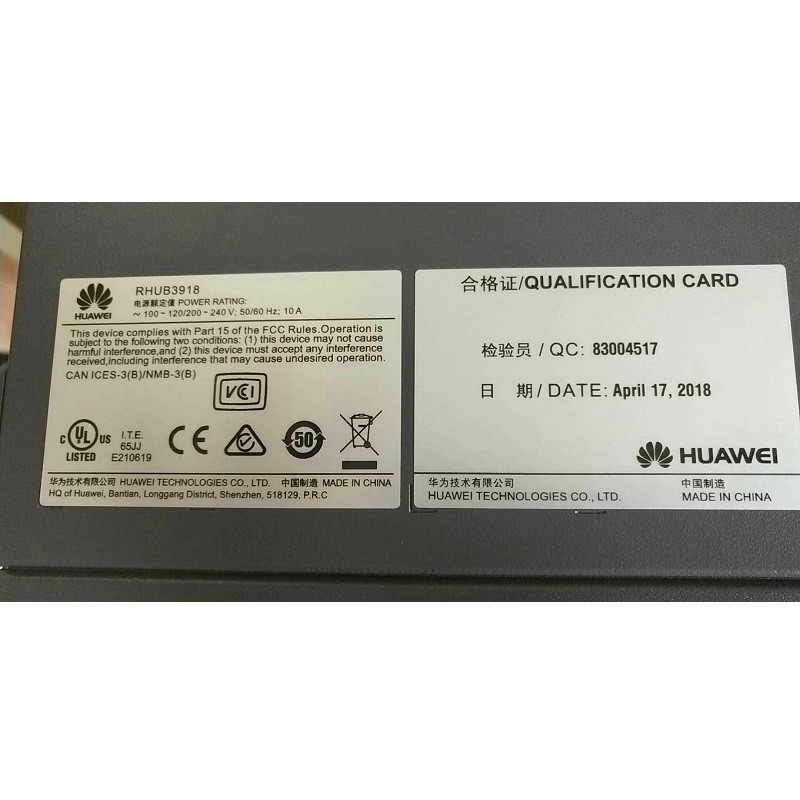 HUAWEI
RHUB3918
电源额定值 POWER RATING:
~ 100-120/200-240 V; 50/60 Hz; 10 A
This device complies with Part 15 of the FCC Rules.Operation is
subject to the following two conditions: (1) this device may not cause
harmful interference,and (2) this device must accept any interference
received,including interference that may cause undesired operation.
CAN ICES-3(B)/NMB-3(B)
VCCI
C UL US
LISTED
I.T.E.
65JJ
E210619
CE
50
华为技术有限公司 HUAWEI TECHNOLOGIES CO., LTD. 中国制造 MADE IN CHINA
HQ of Huawei, Bantian, Longgang District, Shenzhen, 518129, P.R.C
合格证/QUALIFICATION CARD
检验员 / QC: 83004517
日 期 / DATE: April 17, 2018
HUAWEI
华为技术有限公司 中国制造
HUAWEI TECHNOLOGIES CO., LTD. MADE IN CHINA